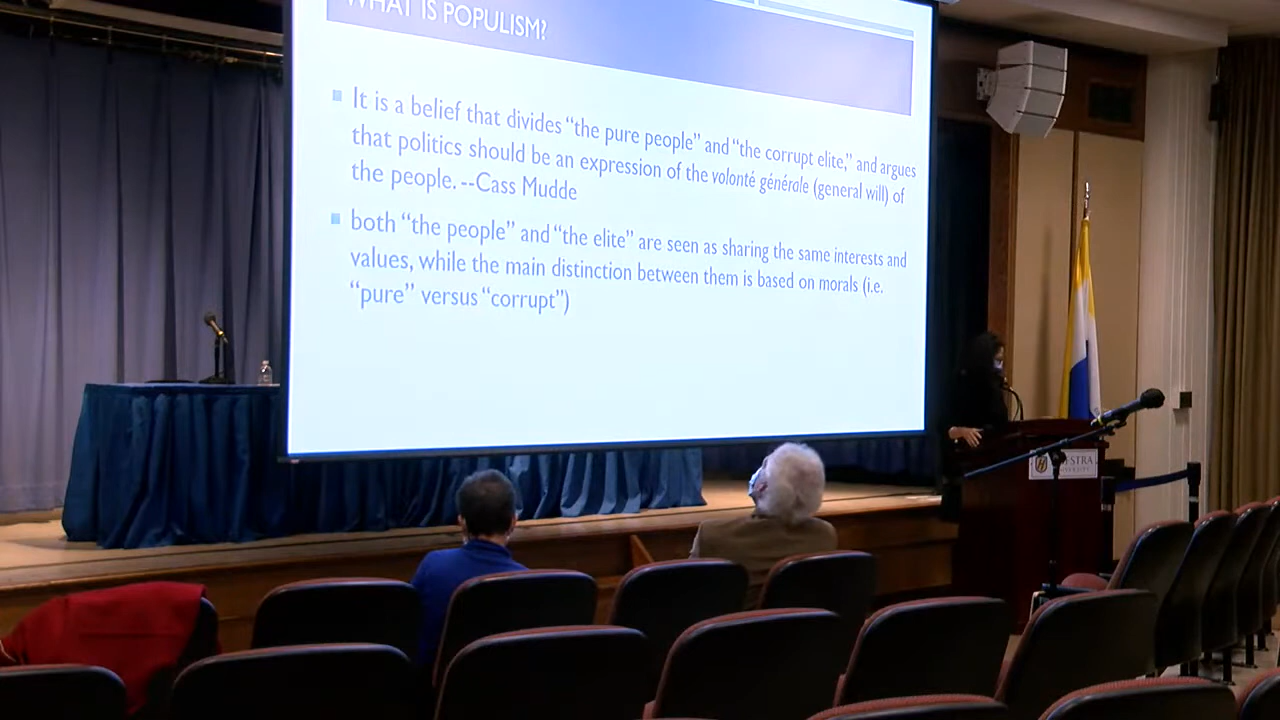 WHAT IS POPULISM?
It is a belief that divides “the pure people” and “the corrupt elite,” and argues
that politics should be an expression of the volonté générale (general will) of
the people. --Cass Mudde
both “the people” and “the elite” are seen as sharing the same interests and
values, while the main distinction between them is based on morals (i.e.
“pure” versus “corrupt”)